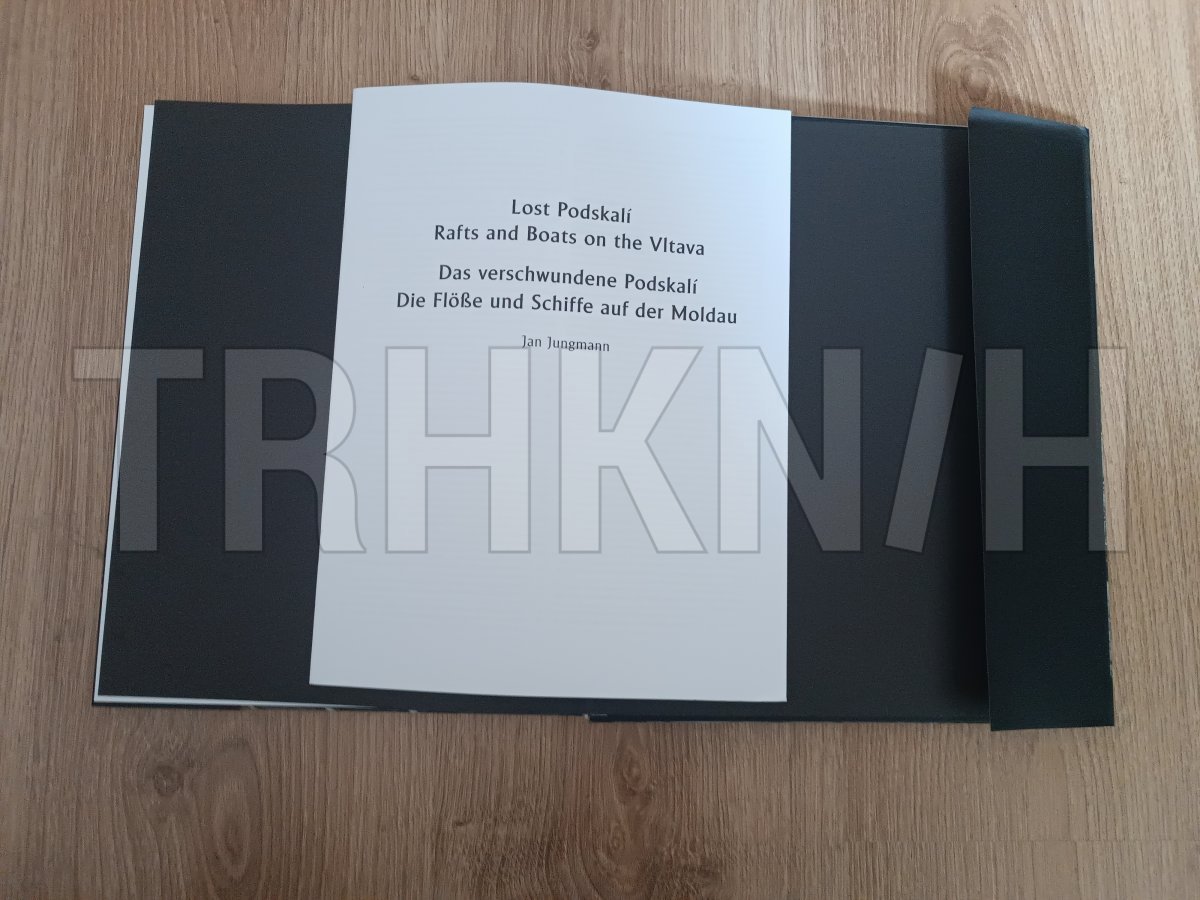 Lost Podskalí
Rafts and Boats on the Vltava
Das verschwundene Podskalí
Die Flöße und Schiffe auf der Moldau
Jan Jungmann
TRHKN/H